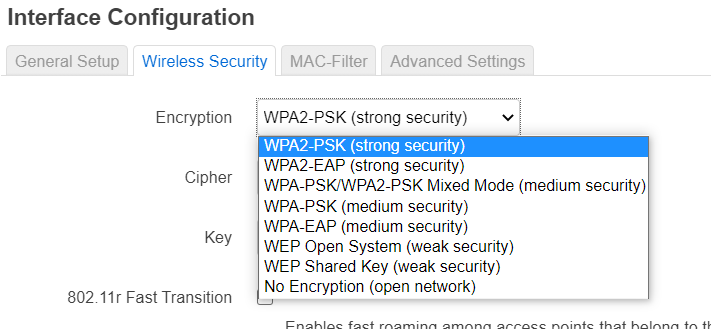 Interface Configuration
General Setup Wireless Security MAC-Filter Advanced Settings
Encryption WPA2-PSK (strong security)
WPA2-PSK (strong security)
WPA2-EAP (strong security)
Cipher
WPA-PSK/WPA2-PSK Mixed Mode (medium security)
WPA-PSK (medium security)
WPA-EAP (medium security)
Key
WEP Open System (weak security)
WEP Shared Key (weak security)
No Encryption (open network)
802.11r Fast Transition
Enables fast roaming among access points that belong to